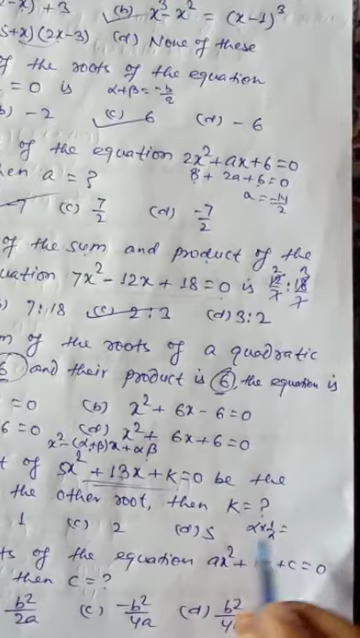 -x) + 3 (b) x³ - x² = (x-1)³
5+x)(2x-3) (d) None of these
of the roots of the equation
= 0 is α+β = -b/a
) -2 (c) 6 (d) -6
of the equation 2x² + ax + 6 = 0
hen a = ? 8 + 2a + 6 = 0
a = -14/2
-7 (c) 7/2 (d) -7/2
of the sum and product of the
uation 7x² - 12x + 18 = 0 is 12/7 : 18/7 2 3
) 7:18 (c) 2:3 (d) 3:2
m of the roots of a quadratic
6 and their product is 6, the equation is
= 0 (b) x² + 6x - 6 = 0
6 = 0 (d) x² + 6x + 6 = 0
x² - (α+β)x + αβ
t of 5x² + 13x + K = 0 be the
the other root, then K = ?
1 (c) 2 (d) 5 α×1/α =
ts of the equation ax² + + c = 0
then c = ?
b²/2a (c) -b²/4a (d) b²/4